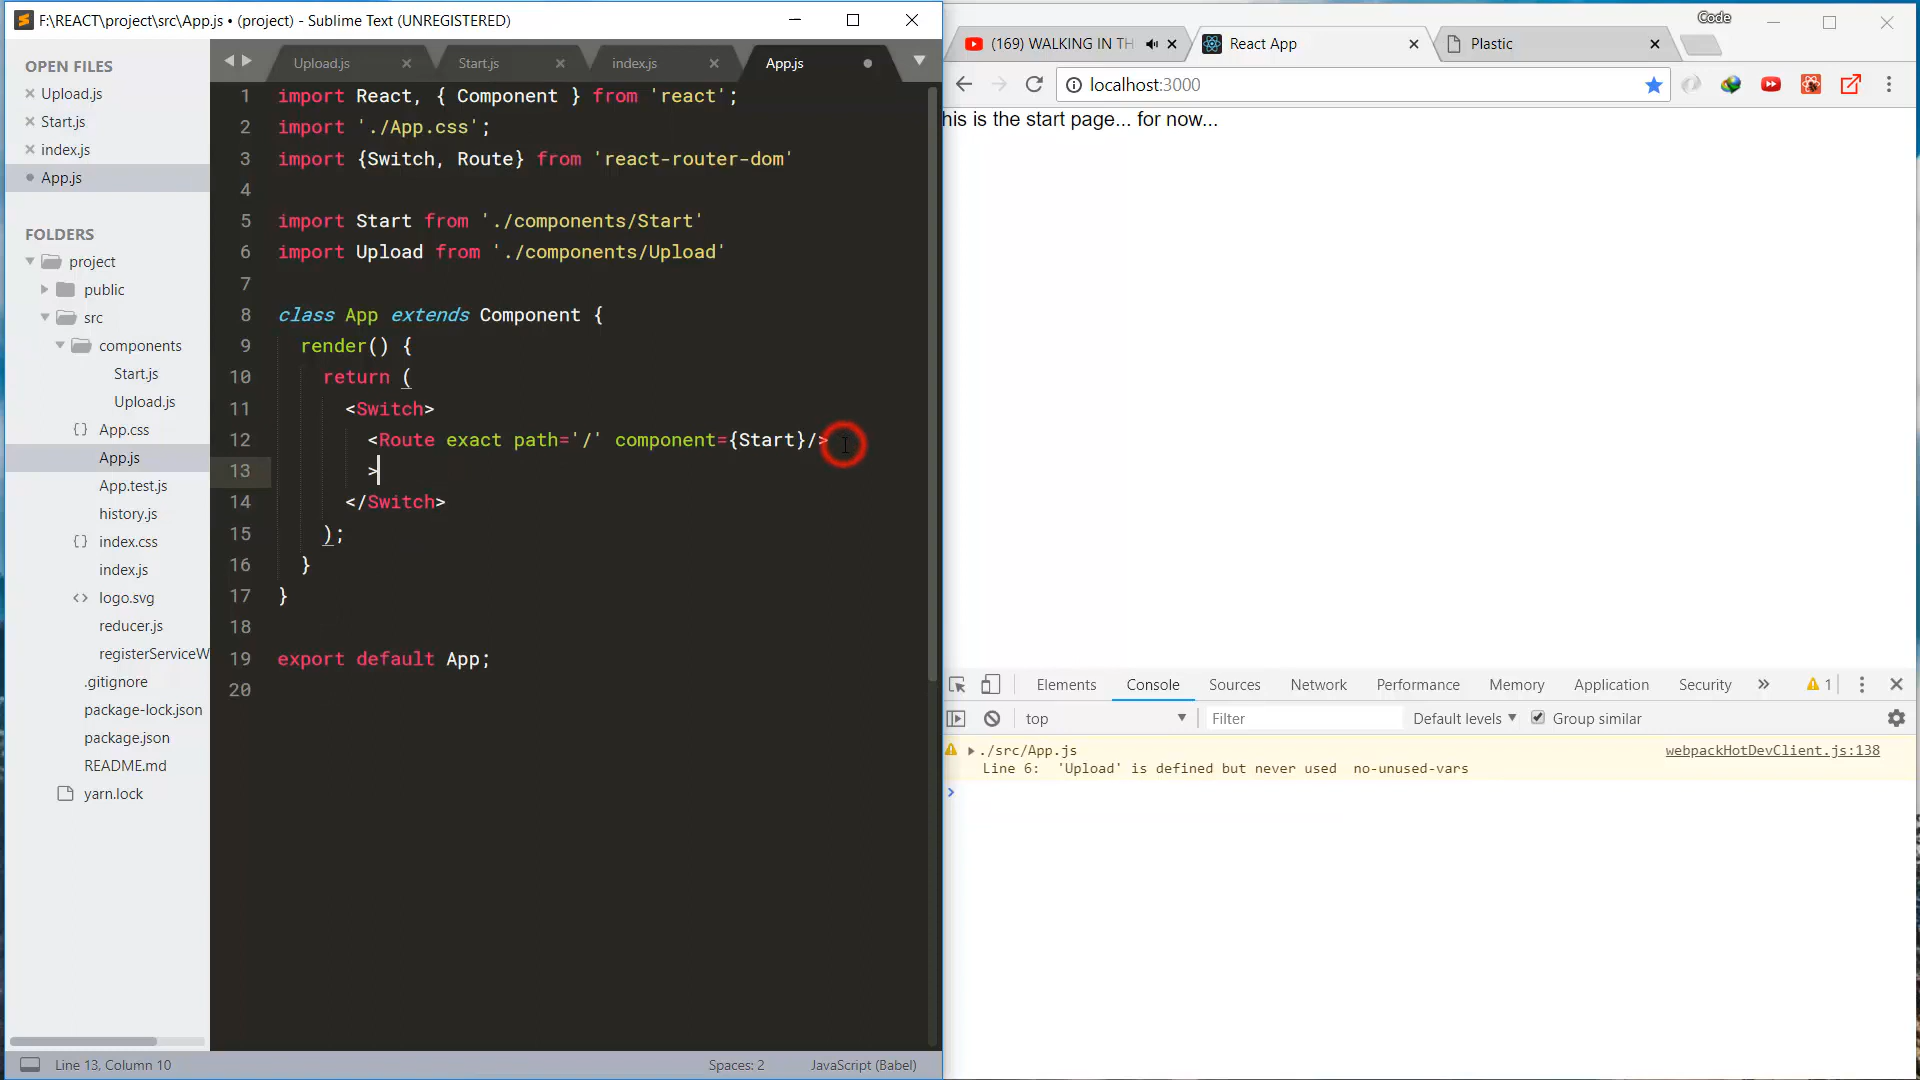 F:\REACT\project\src\App.js • (project) - Sublime Text (UNREGISTERED)
OPEN FILES
Upload.js
Start.js
index.js
App.js
FOLDERS
project
public
src
components
Start.js
Upload.js
{} App.css
App.js
App.test.js
history.js
{} index.css
index.js
<> logo.svg
reducer.js
registerServiceW
.gitignore
package-lock.json
package.json
README.md
yarn.lock
Upload.js
Start.js
index.js
App.js
1 import React, { Component } from 'react';
2 import './App.css';
3 import {Switch, Route} from 'react-router-dom'
4
5 import Start from './components/Start'
6 import Upload from './components/Upload'
7
8 class App extends Component {
9 render() {
10 return (
11 <Switch>
12 <Route exact path='/' component={Start}/>
13 >
14 </Switch>
15 );
16 }
17 }
18
19 export default App;
20
Line 13, Column 10
Spaces: 2
JavaScript (Babel)
Code
(169) WALKING IN TH
React App
Plastic
localhost:3000
his is the start page... for now...
Elements Console Sources Network Performance Memory Application Security » 1
top
Filter
Default levels
Group similar
./src/App.js
webpackHotDevClient.js:138
Line 6: 'Upload' is defined but never used no-unused-vars
>